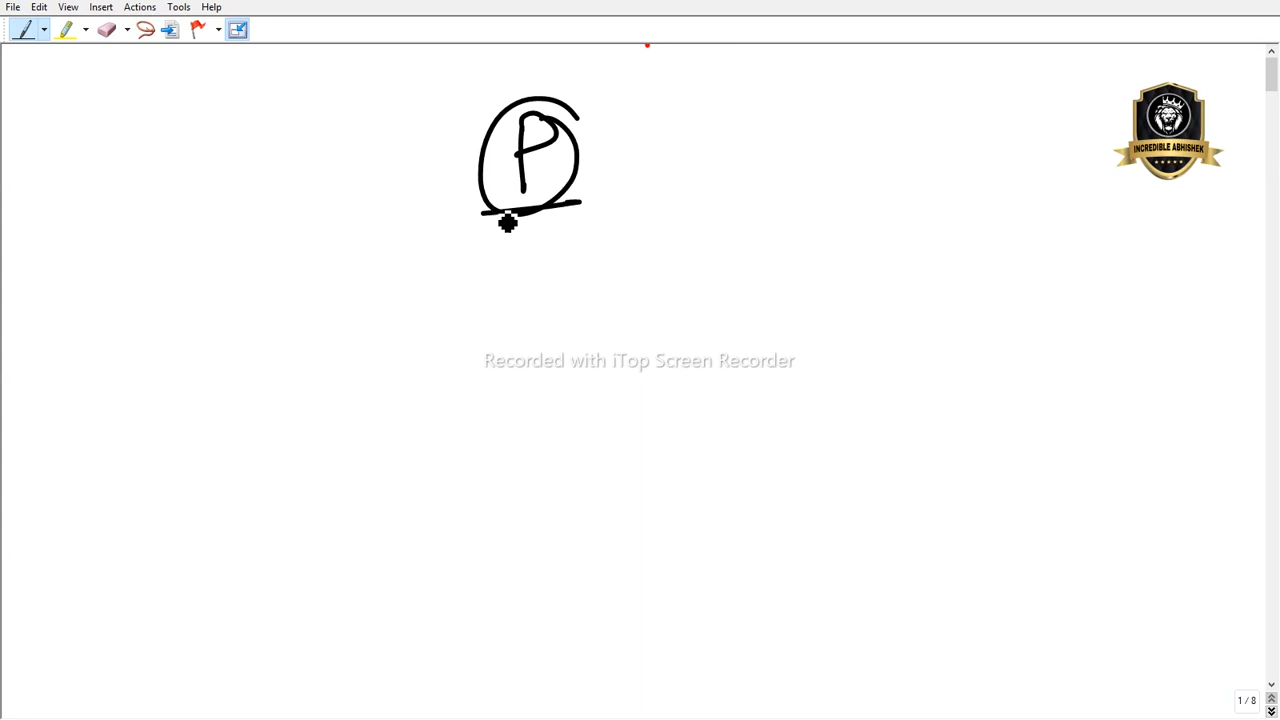 File Edit View Insert Actions Tools Help
P
INCREDIBLE ABHISHEK
Recorded with iTop Screen Recorder
1 / 8